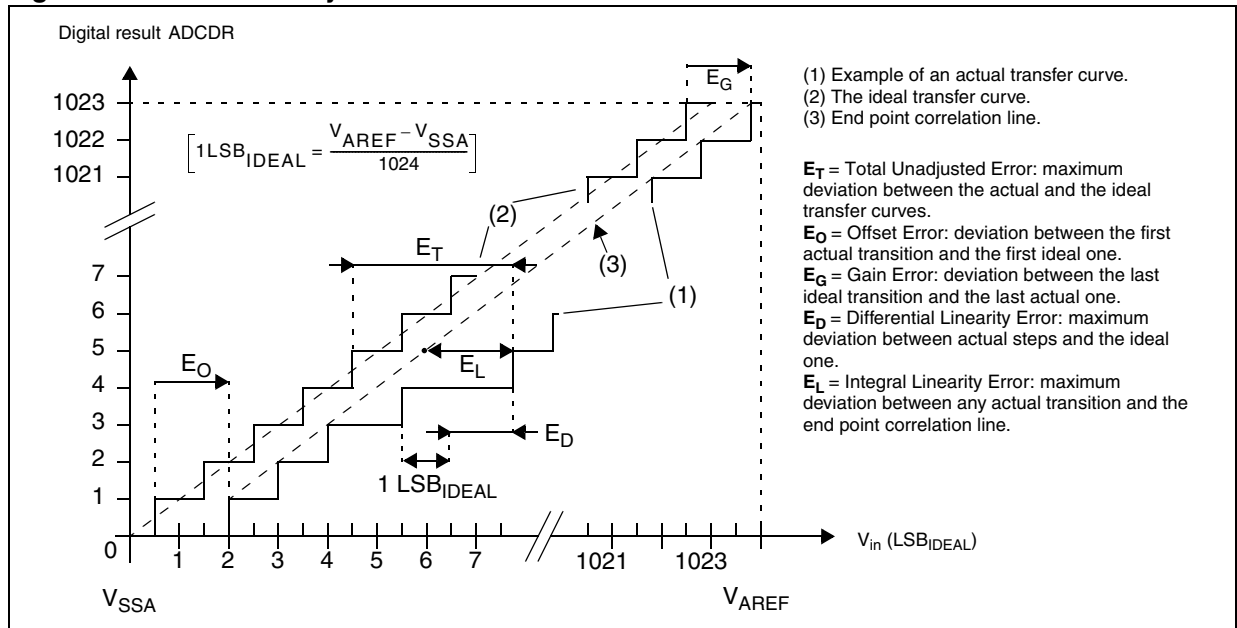 Digital result ADCDR
1023
1022
1021
7
6
5
4
3
2
1
0
[1LSB_IDEAL = (V_AREF – V_SSA) / 1024]
E_G
(2)
E_T
(3)
(1)
E_O
E_L
E_D
1 LSB_IDEAL
1 2 3 4 5 6 7 1021 1023
V_in (LSB_IDEAL)
V_SSA
V_AREF
(1) Example of an actual transfer curve.
(2) The ideal transfer curve.
(3) End point correlation line.
E_T = Total Unadjusted Error: maximum
deviation between the actual and the ideal
transfer curves.
E_O = Offset Error: deviation between the first
actual transition and the first ideal one.
E_G = Gain Error: deviation between the last
ideal transition and the last actual one.
E_D = Differential Linearity Error: maximum
deviation between actual steps and the ideal
one.
E_L = Integral Linearity Error: maximum
deviation between any actual transition and the
end point correlation line.